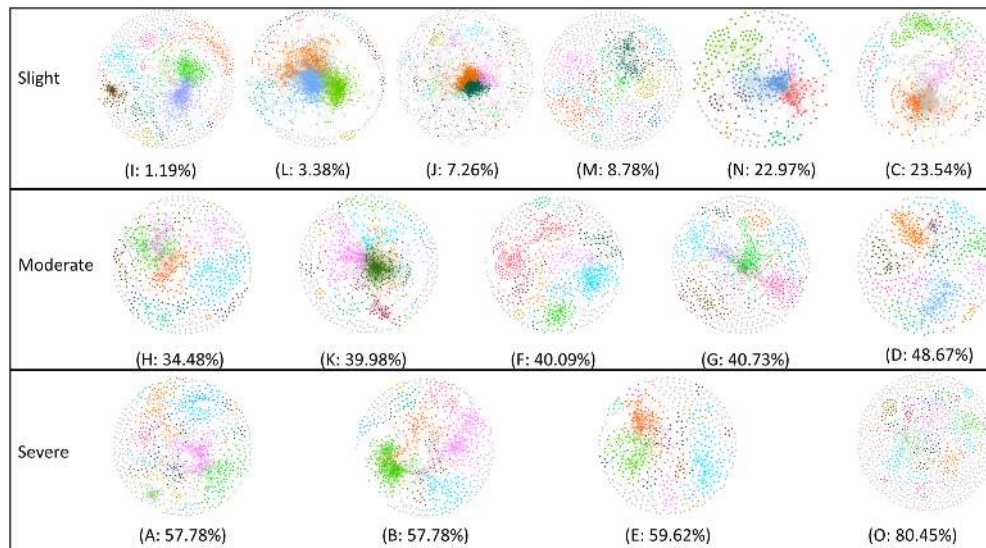 Slight
(I: 1.19%) (L: 3.38%) (J: 7.26%) (M: 8.78%) (N: 22.97%) (C: 23.54%)
Moderate
(H: 34.48%) (K: 39.98%) (F: 40.09%) (G: 40.73%) (D: 48.67%)
Severe
(A: 57.78%) (B: 57.78%) (E: 59.62%) (O: 80.45%)